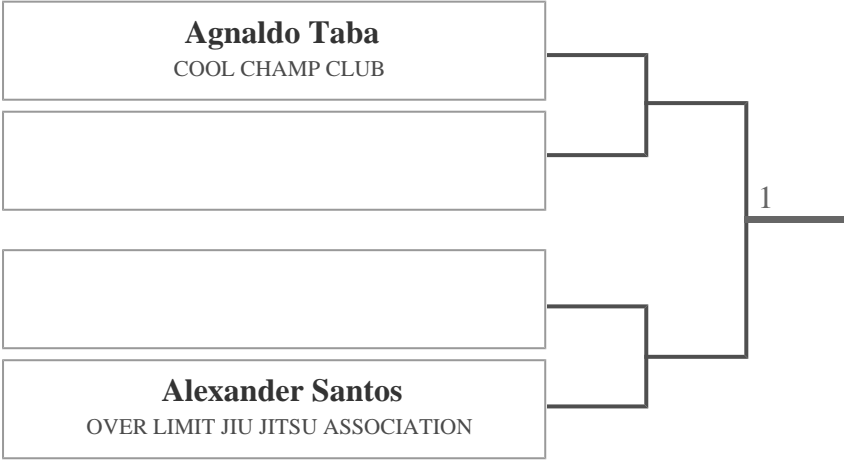 Agnaldo Taba
COOL CHAMP CLUB
1
Alexander Santos
OVER LIMIT JIU JITSU ASSOCIATION